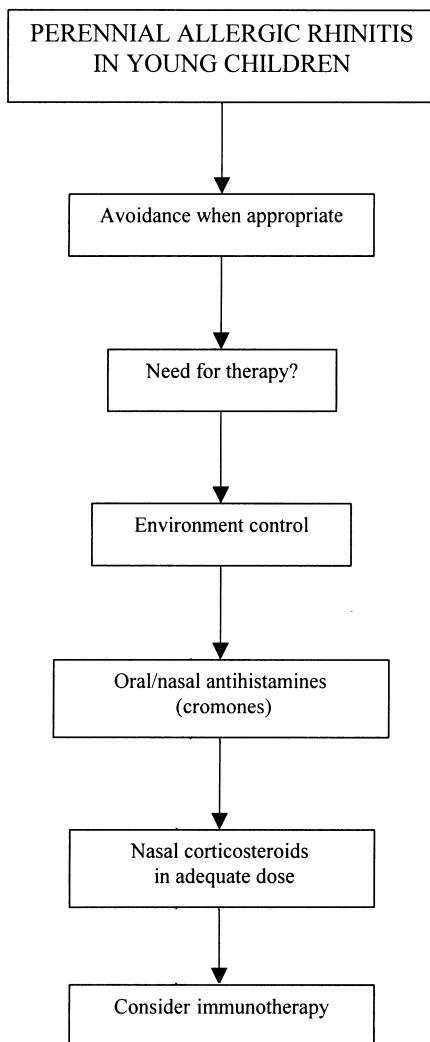 PERENNIAL ALLERGIC RHINITIS
IN YOUNG CHILDREN
Avoidance when appropriate
Need for therapy?
Environment control
Oral/nasal antihistamines
(cromones)
Nasal corticosteroids
in adequate dose
Consider immunotherapy